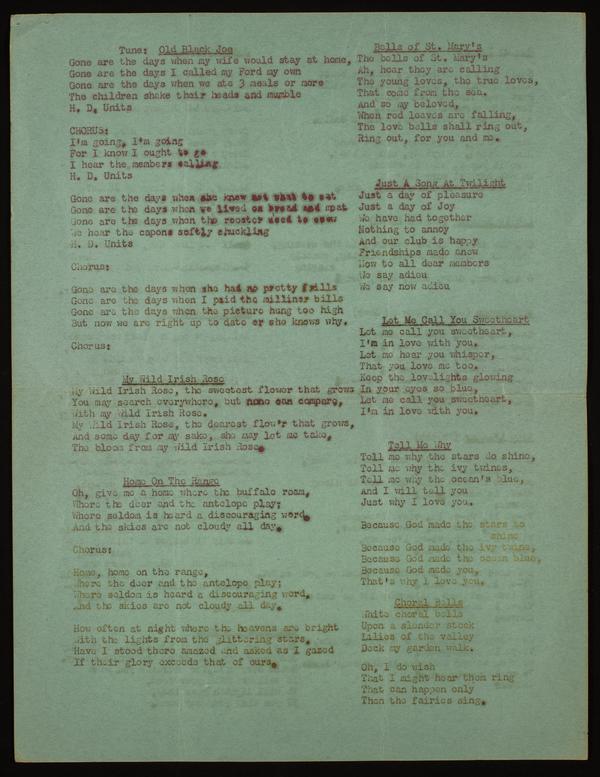 Tune: Old Black Joe
Gone are the days when my wife would stay at home,
Gone are the days I called my Ford my own
Gone are the days when we ate 3 meals or more
The children shake their heads and mumble
H. D. Units
CHORUS:
I'm going, I'm going
For I know I ought to go
I hear the members calling
H. D. Units
Gone are the days when she knew not what to eat
Gone are the days when we lived on bread and meat
Gone are the days when the rooster used to crow
We hear the capons softly chuckling
H. D. Units
Chorus:
Gone are the days when she had no pretty frills
Gone are the days when I paid the milliner bills
Gone are the days when the picture hung too high
But now we are right up to date or she knows why.
Chorus:
My Wild Irish Rose
My Wild Irish Rose, the sweetest flower that grows
You may search everywhere, but none can compare,
With my Wild Irish Rose.
My Wild Irish Rose, the dearest flow'r that grows,
And some day for my sake, she may let me take,
The bloom from my Wild Irish Rose.
Home On The Range
Oh, give me a home where the buffalo roam,
Where the deer and the antelope play;
Where seldom is heard a discouraging word,
And the skies are not cloudy all day.
Chorus:
Home, home on the range,
Where the deer and the antelope play;
Where seldom is heard a discouraging word,
And the skies are not cloudy all day.
How often at night where the heavens are bright
With the lights from the glittering stars,
Have I stood there amazed and asked as I gazed
If their glory exceeds that of ours.
Bells of St. Mary's
The bells of St. Mary's
Ah, hear they are calling
The young loves, the true loves,
That come from the sea.
And so my beloved,
When red leaves are falling,
The love bells shall ring out,
Ring out, for you and me.
Just A Song At Twilight
Just a day of pleasure
Just a day of Joy
We have had together
Nothing to annoy
And our club is happy
Friendships made anew
Now to all dear members
We say adieu
We say now adieu
Let Me Call You Sweetheart
Let me call you sweetheart,
I'm in love with you.
Let me hear you whisper,
That you love me too.
Keep the lovelights glowing
In your eyes so blue,
Let me call you sweetheart,
I'm in love with you.
Tell Me Why
Tell me why the stars do shine,
Tell me why the ivy twines,
Tell me why the ocean's blue,
And I will tell you
Just why I love you.
Because God made the stars to
shine
Because God made the ivy twine,
Because God made the ocean blue,
Because God made you,
That's why I love you.
Choral Bells
White choral bells
Upon a slender stock
Lilies of the valley
Deck my garden walk.
Oh, I do wish
That I might hear them ring
That can happen only
When the fairies sing.